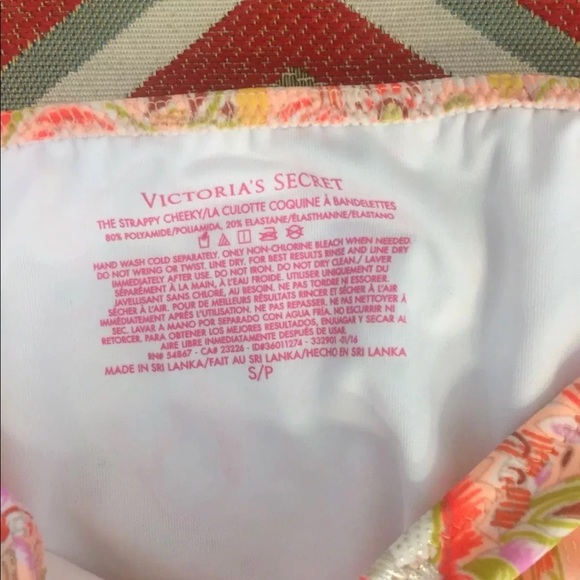 VICTORIA'S SECRET
THE STRAPPY CHEEKY/LA CULOTTE COQUINE À BANDELETTES
80% POLYAMIDE/POLIAMIDA, 20% ELASTANE/ÉLASTHANNE/ELASTANO
HAND WASH COLD SEPARATELY. ONLY NON-CHLORINE BLEACH WHEN NEEDED.
DO NOT WRING OR TWIST. LINE DRY. FOR BEST RESULTS RINSE AND LINE DRY
IMMEDIATELY AFTER USE. DO NOT IRON. DO NOT DRY CLEAN./ LAVER
SÉPARÉMENT À LA MAIN, À L'EAU FROIDE. UTILISER UNIQUEMENT DU
JAVELLISANT SANS CHLORE, AU BESOIN. NE PAS TORDRE NI ESSORER.
SÉCHER À L'AIR. POUR DE MEILLEURS RÉSULTATS RINCER ET SÉCHER À L'AIR
IMMÉDIATEMENT APRÈS L'UTILISATION. NE PAS REPASSER. NE PAS NETTOYER À
SEC. LAVAR A MANO POR SEPARADO CON AGUA FRÍA. NO ESCURRIR NI
RETORCER. PARA OBTENER LOS MEJORES RESULTADOS, ENJUAGAR Y SECAR AL
AIRE LIBRE INMEDIATAMENTE DESPUÉS DE USAR.
RN# 54867 - CA# 23226 - ID#36011274 - 332901 -11/16
MADE IN SRI LANKA/FAIT AU SRI LANKA/HECHO EN SRI LANKA
S/P